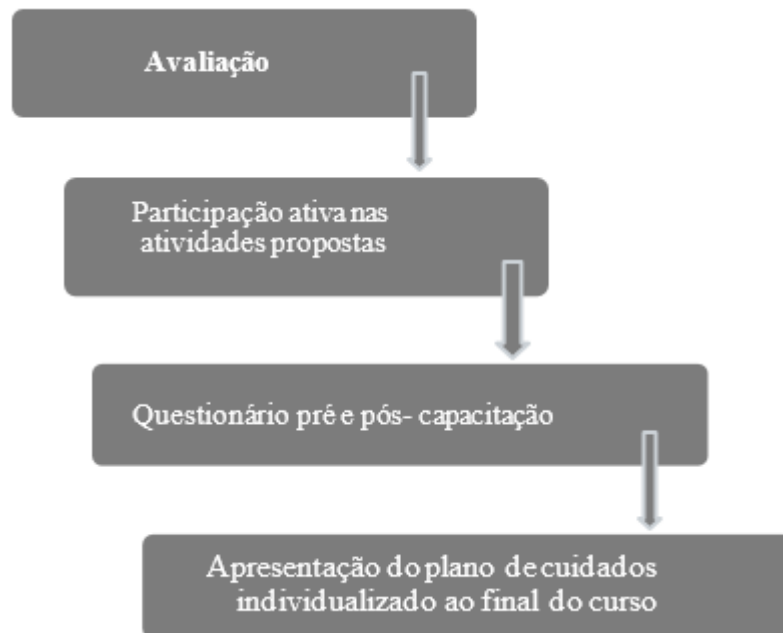 Avaliação
Participação ativa nas
atividades propostas
Questionário pré e pós- capacitação
Apresentação do plano de cuidados
individualizado ao final do curso